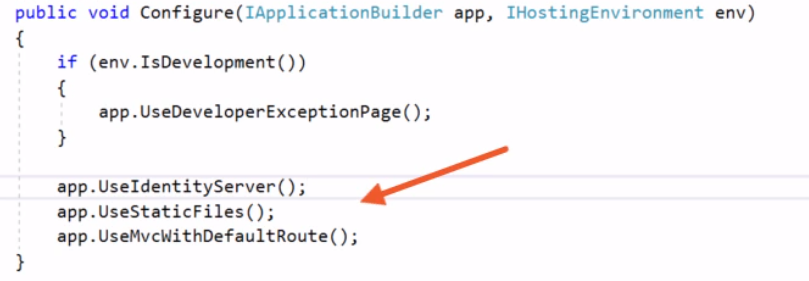 public void Configure(IApplicationBuilder app, IHostingEnvironment env)
{
    if (env.IsDevelopment())
    {
        app.UseDeveloperExceptionPage();
    }

    app.UseIdentityServer();
    app.UseStaticFiles();
    app.UseMvcWithDefaultRoute();
}